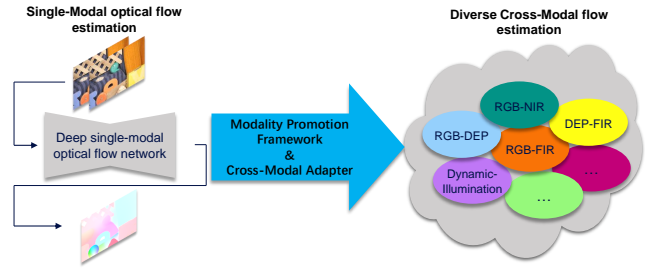 Single-Modal optical flow
estimation
Deep single-modal
optical flow network
Modality Promotion
Framework
&
Cross-Modal Adapter
Diverse Cross-Modal flow
estimation
RGB-NIR
DEP-FIR
RGB-DEP
RGB-FIR
...
Dynamic-
Illumination
...